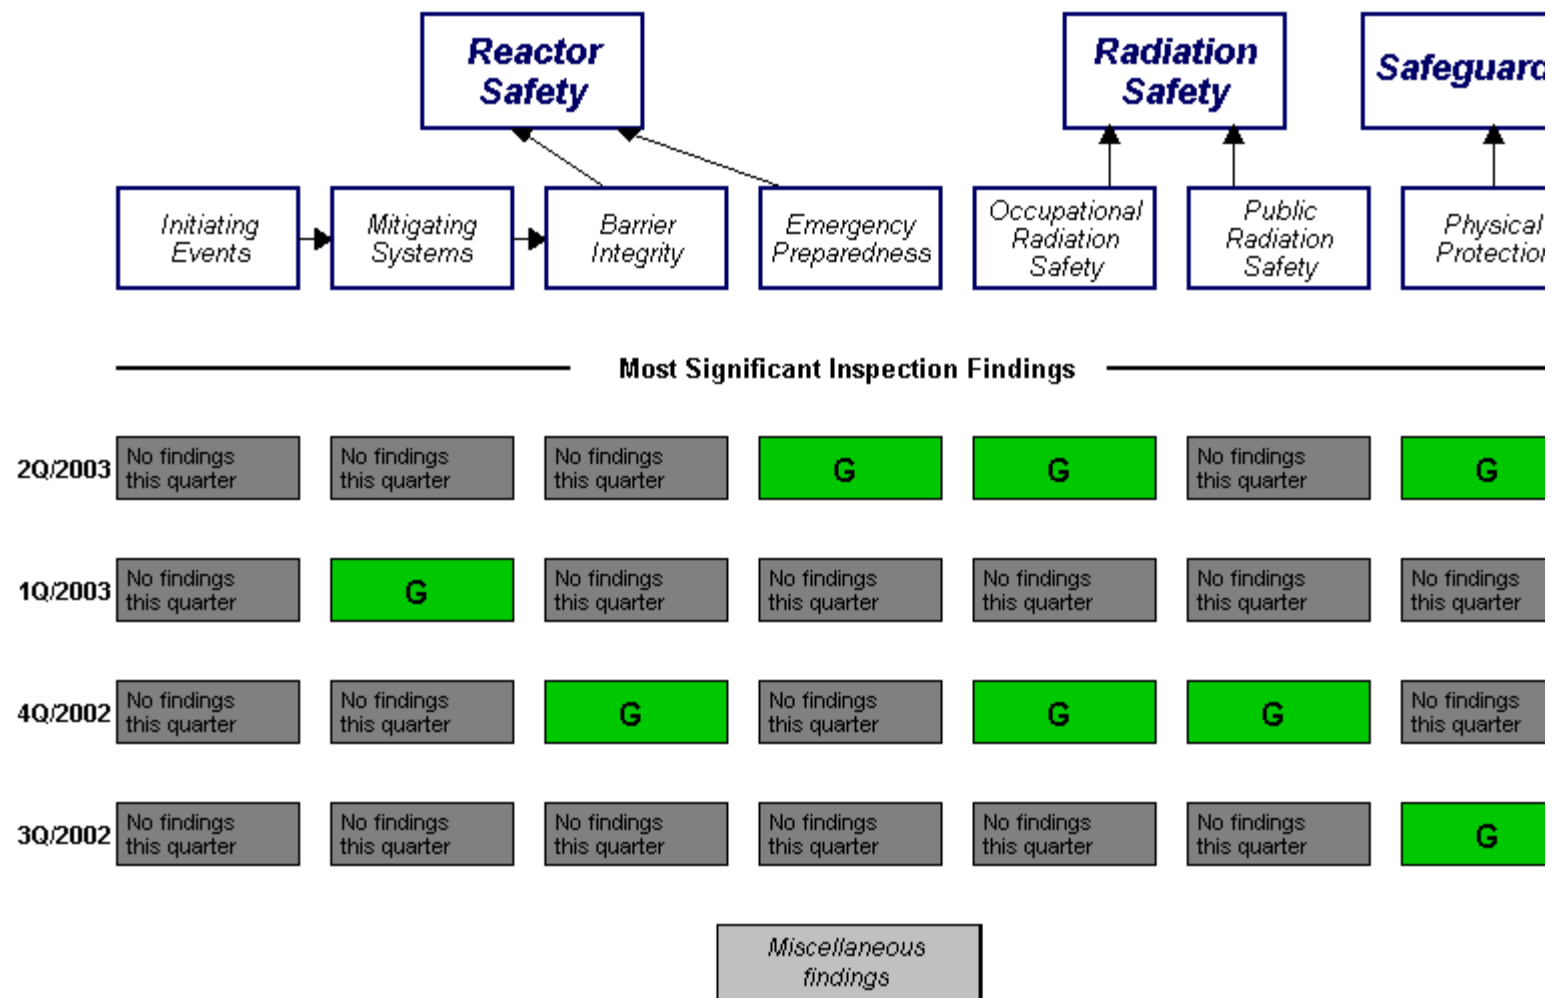 Reactor
Safety
Radiation
Safety
Safeguard
Initiating
Events
Mitigating
Systems
Barrier
Integrity
Emergency
Preparedness
Occupational
Radiation
Safety
Public
Radiation
Safety
Physical
Protection
Most Significant Inspection Findings
2Q/2003
No findings
this quarter
No findings
this quarter
No findings
this quarter
G
G
No findings
this quarter
G
1Q/2003
No findings
this quarter
G
No findings
this quarter
No findings
this quarter
No findings
this quarter
No findings
this quarter
No findings
this quarter
4Q/2002
No findings
this quarter
No findings
this quarter
G
No findings
this quarter
G
G
No findings
this quarter
3Q/2002
No findings
this quarter
No findings
this quarter
No findings
this quarter
No findings
this quarter
No findings
this quarter
No findings
this quarter
G
Miscellaneous
findings